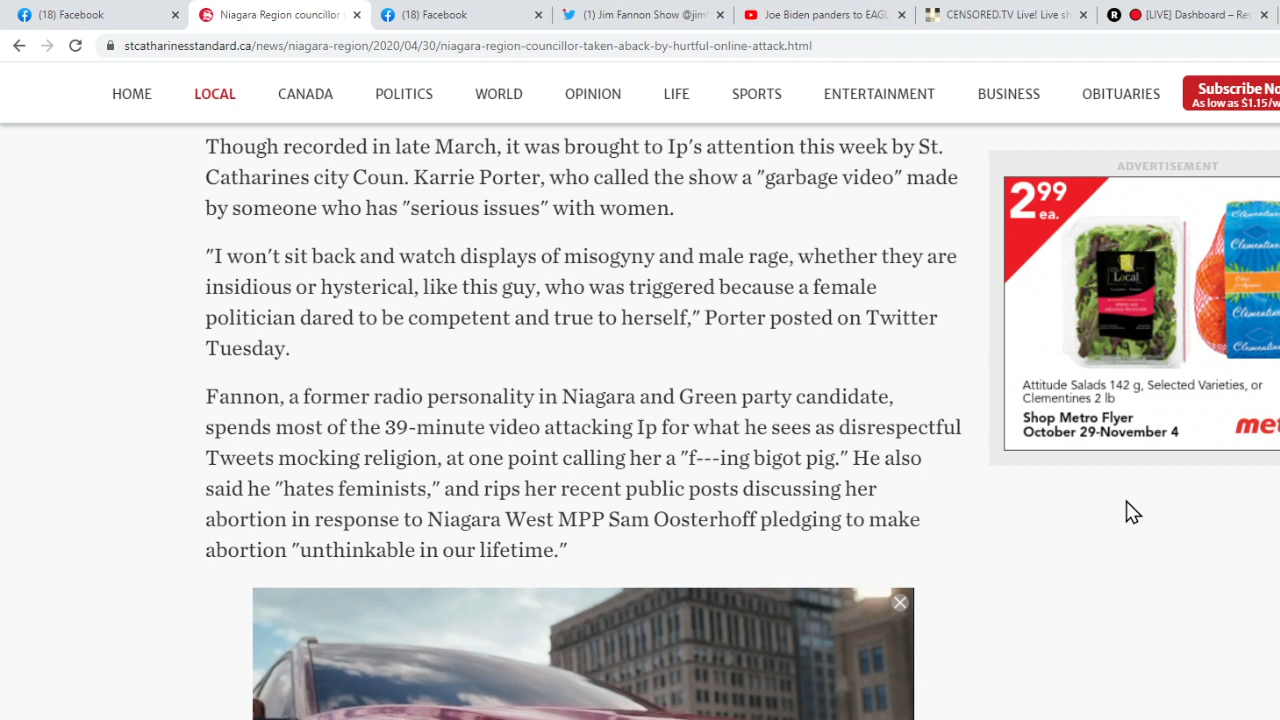 (18) Facebook
Niagara Region councillor t
(18) Facebook
(1) Jim Fannon Show @jimf
Joe Biden panders to EAGL
CENSORED.TV Live! Live sh
[LIVE] Dashboard – Res
stcatharinesstandard.ca/news/niagara-region/2020/04/30/niagara-region-councillor-taken-aback-by-hurtful-online-attack.html
HOME LOCAL CANADA POLITICS WORLD OPINION LIFE SPORTS ENTERTAINMENT BUSINESS OBITUARIES
Subscribe No
As low as $1.15/w
Though recorded in late March, it was brought to Ip's attention this week by St.
Catharines city Coun. Karrie Porter, who called the show a "garbage video" made
by someone who has "serious issues" with women.
"I won't sit back and watch displays of misogyny and male rage, whether they are
insidious or hysterical, like this guy, who was triggered because a female
politician dared to be competent and true to herself," Porter posted on Twitter
Tuesday.
Fannon, a former radio personality in Niagara and Green party candidate,
spends most of the 39-minute video attacking Ip for what he sees as disrespectful
Tweets mocking religion, at one point calling her a "f---ing bigot pig." He also
said he "hates feminists," and rips her recent public posts discussing her
abortion in response to Niagara West MPP Sam Oosterhoff pledging to make
abortion "unthinkable in our lifetime."
ADVERTISEMENT
2.99
ea.
Local
Clementine
Clementine
Clementine
Attitude Salads 142 g, Selected Varieties, or
Clementines 2 lb
Shop Metro Flyer
October 29-November 4
met